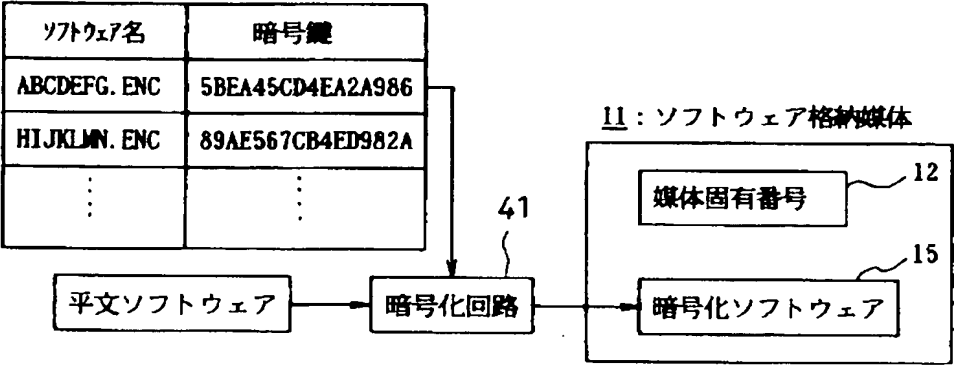 ソフトウェア名 暗号鍵
ABCDEFG.ENC 5BEA45CD4EA2A986
HIJKLMN.ENC 89AE567CB4ED982A
⋮ ⋮
11：ソフトウェア格納媒体
媒体固有番号 12
41
15
平文ソフトウェア 暗号化回路 暗号化ソフトウェア